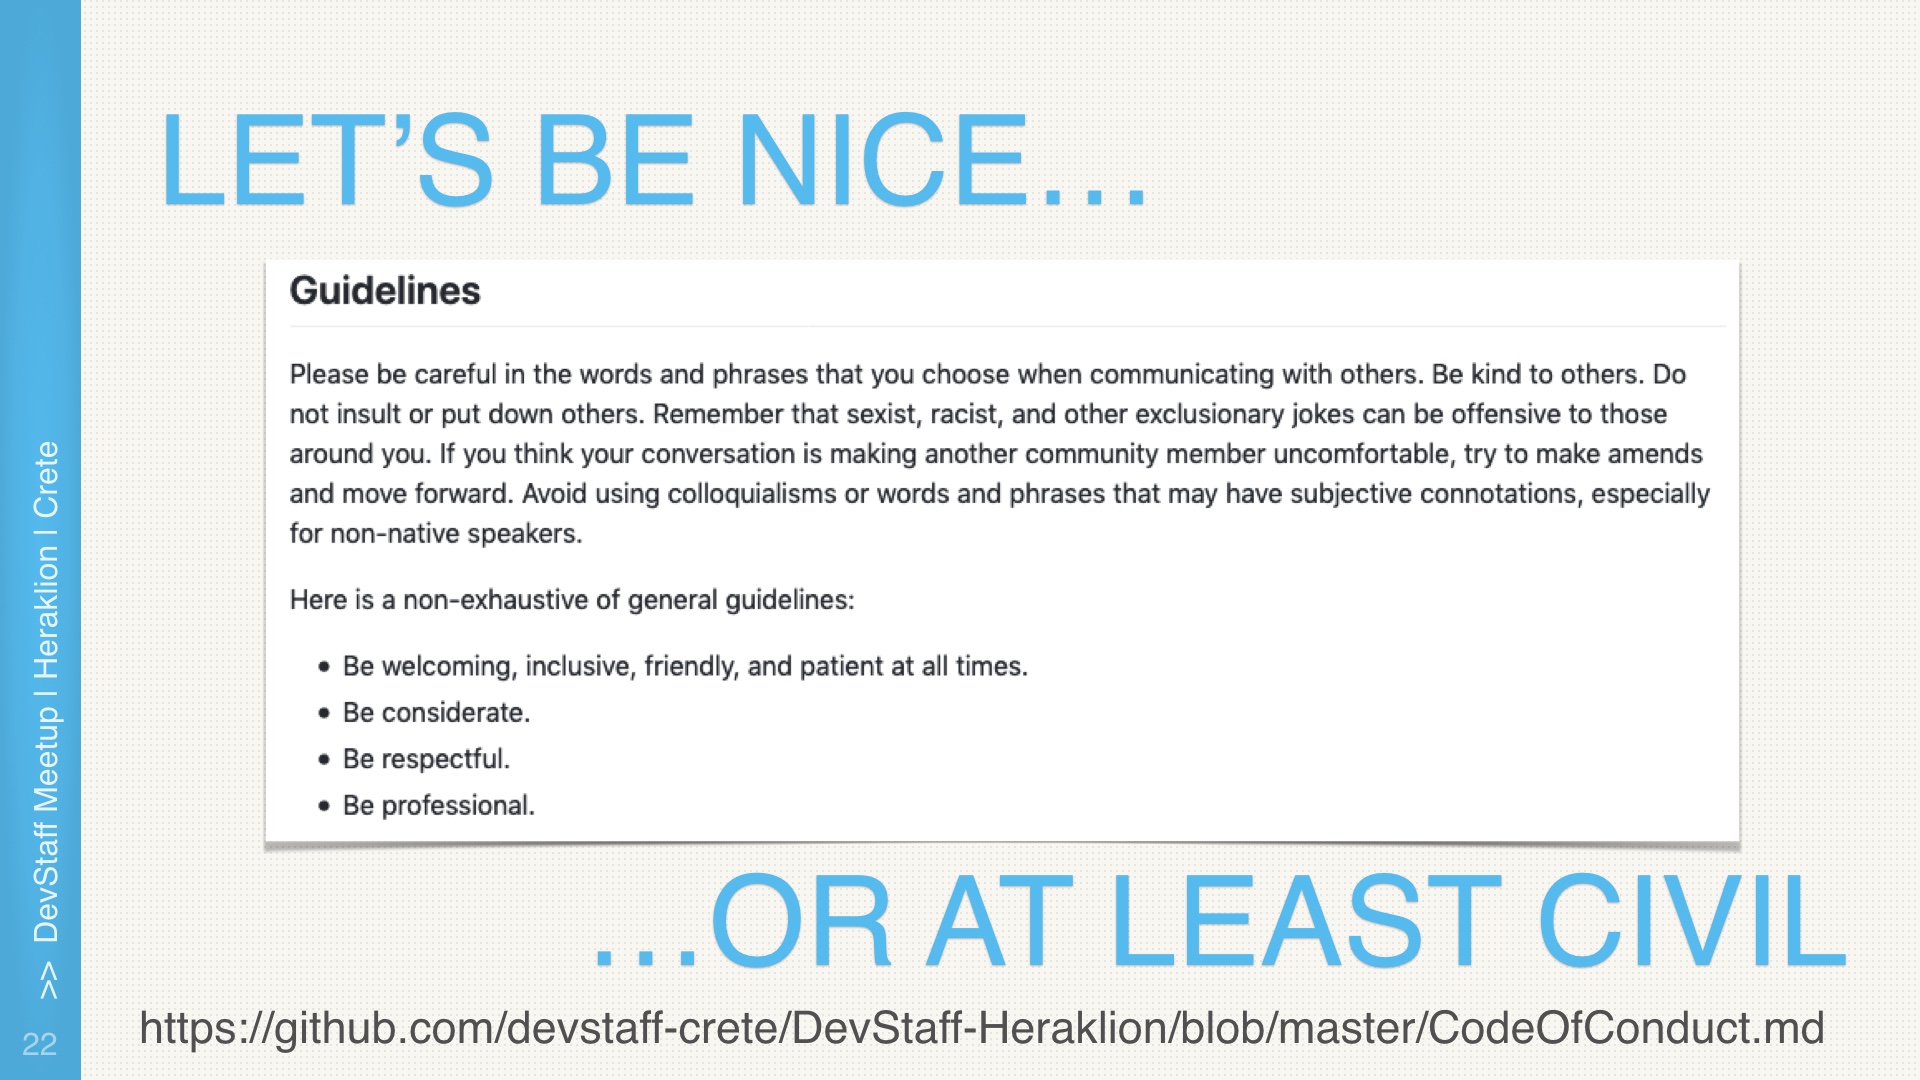 LET’S BE NICE…
Guidelines
Please be careful in the words and phrases that you choose when communicating with others. Be kind to others. Do
not insult or put down others. Remember that sexist, racist, and other exclusionary jokes can be offensive to those
around you. If you think your conversation is making another community member uncomfortable, try to make amends
and move forward. Avoid using colloquialisms or words and phrases that may have subjective connotations, especially
for non-native speakers.
Here is a non-exhaustive of general guidelines:
• Be welcoming, inclusive, friendly, and patient at all times.
• Be considerate.
• Be respectful.
• Be professional.
…OR AT LEAST CIVIL
https://github.com/devstaff-crete/DevStaff-Heraklion/blob/master/CodeOfConduct.md
>> DevStaff Meetup | Heraklion | Crete
22